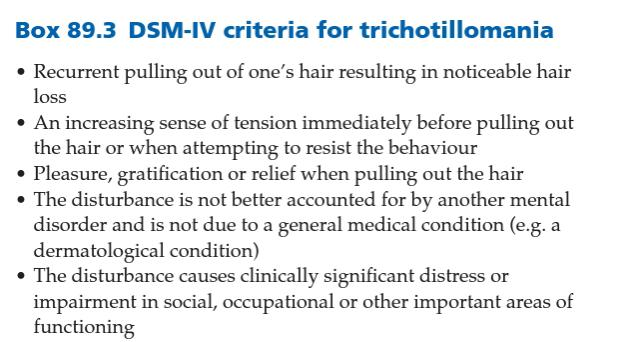 Box 89.3 DSM-IV criteria for trichotillomania
• Recurrent pulling out of one’s hair resulting in noticeable hair
loss
• An increasing sense of tension immediately before pulling out
the hair or when attempting to resist the behaviour
• Pleasure, gratification or relief when pulling out the hair
• The disturbance is not better accounted for by another mental
disorder and is not due to a general medical condition (e.g. a
dermatological condition)
• The disturbance causes clinically significant distress or
impairment in social, occupational or other important areas of
functioning